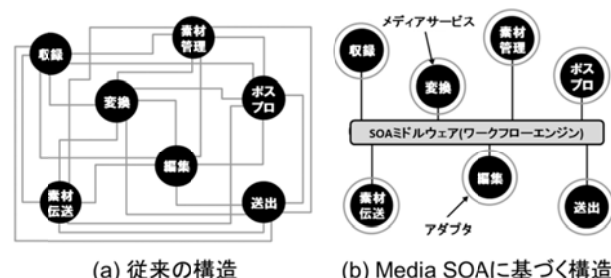 収録
素材
管理
変換
ポス
プロ
編集
素材
伝送
送出
(a) 従来の構造
メディアサービス
収録
素材
管理
変換
ポス
プロ
SOAミドルウェア(ワークフローエンジン)
素材
伝送
編集
送出
アダプタ
(b) Media SOAに基づく構造